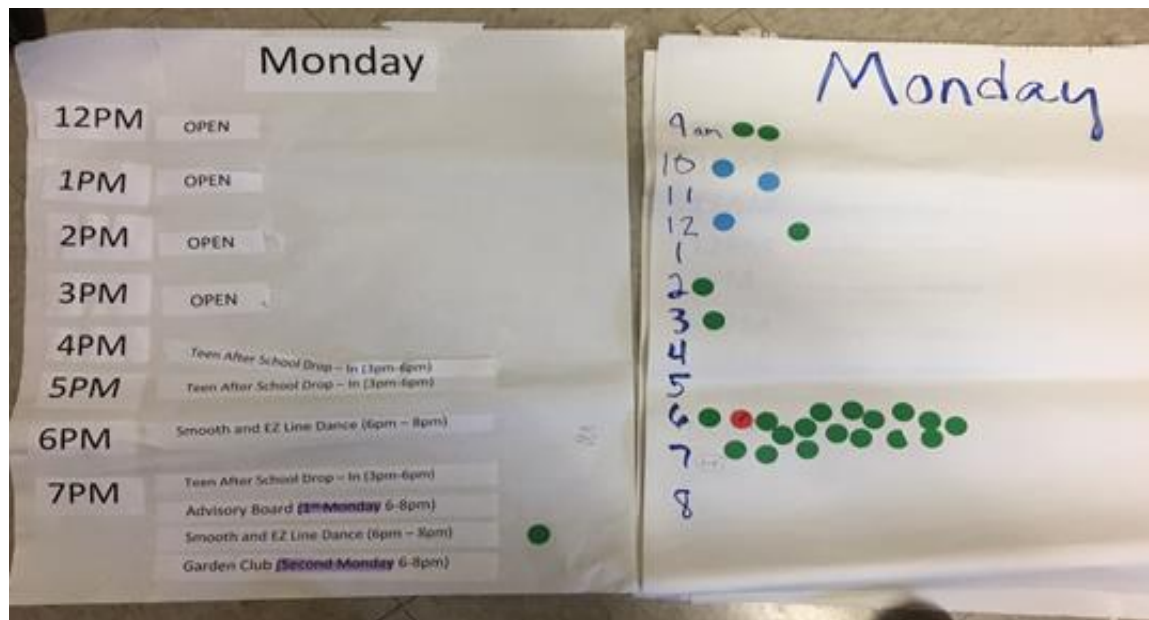 Monday
12PM OPEN
1PM OPEN
2PM OPEN
3PM OPEN
4PM Teen After School Drop – In (3pm-6pm)
5PM Teen After School Drop – In (3pm-6pm)
6PM Smooth and EZ Line Dance (6pm – 8pm)
7PM Teen After School Drop – In (3pm-6pm)
Advisory Board (1st Monday 6-8pm)
Smooth and EZ Line Dance (6pm – 8pm)
Garden Club (Second Monday 6-8pm)
Monday
9am
10
11
12
1
2
3
4
5
6
7
8